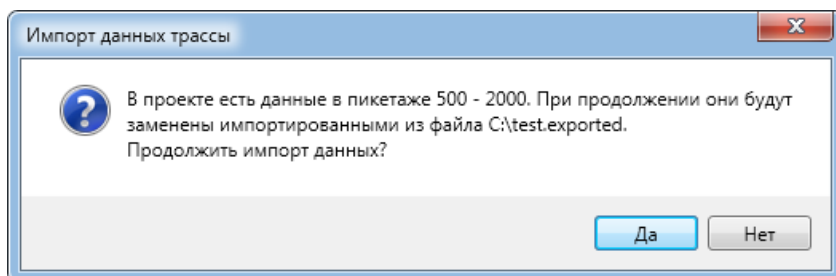 Импорт данных трассы
В проекте есть данные в пикетаже 500 - 2000. При продолжении они будут
заменены импортированными из файла C:\test.exported.
Продолжить импорт данных?
Да
Нет